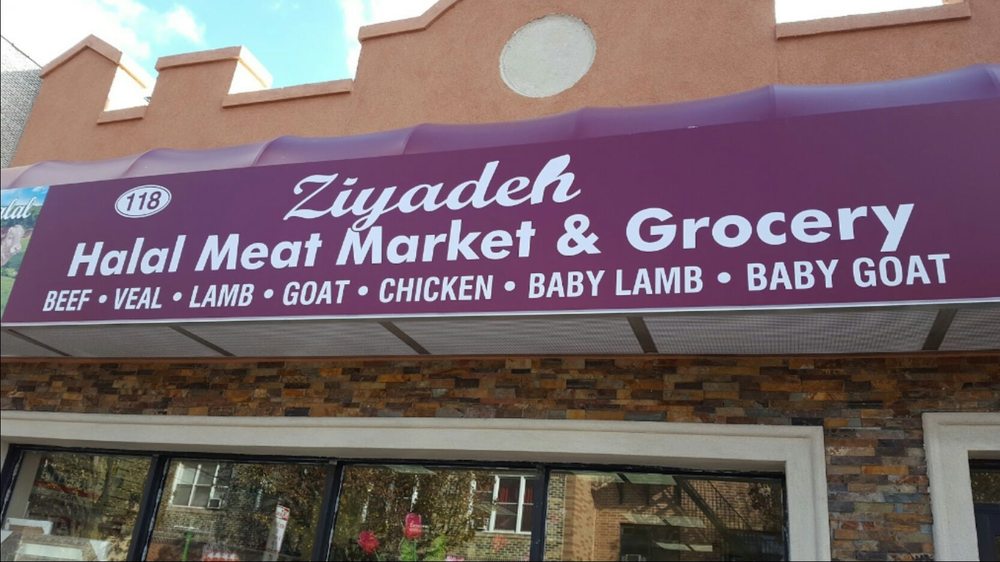 118
Ziyadeh
Halal Meat Market & Grocery
BEEF • VEAL • LAMB • GOAT • CHICKEN • BABY LAMB • BABY GOAT